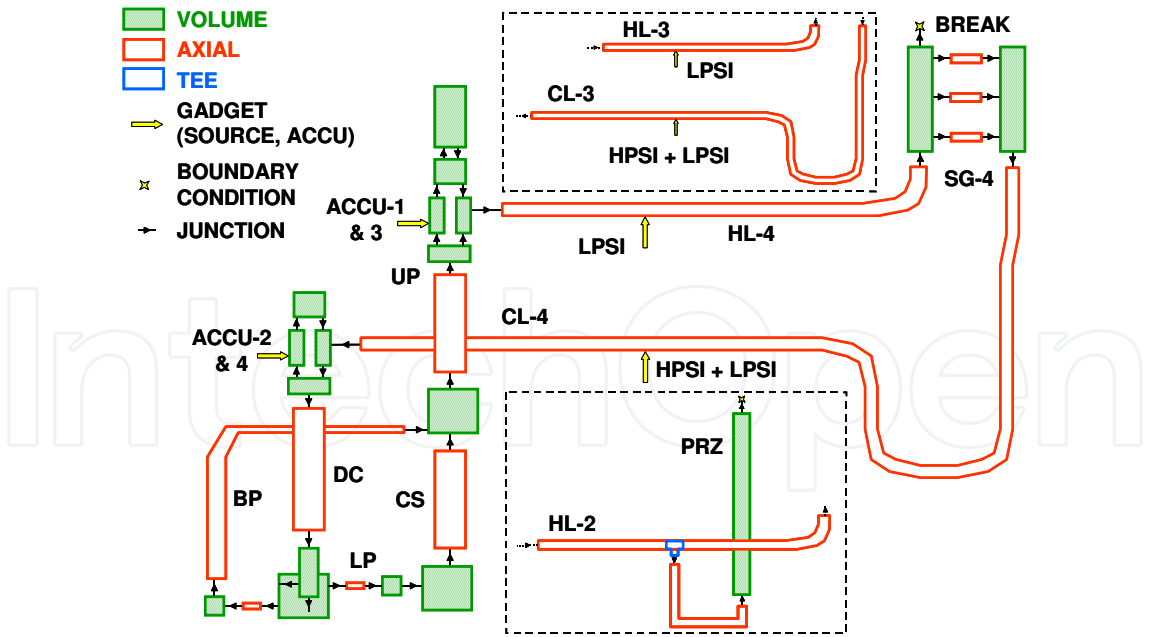 VOLUME
AXIAL
TEE
GADGET
(SOURCE, ACCU)
BOUNDARY
CONDITION
JUNCTION
HL-3
LPSI
CL-3
HPSI + LPSI
BREAK
SG-4
ACCU-1
& 3
LPSI
HL-4
UP
ACCU-2
& 4
CL-4
HPSI + LPSI
PRZ
HL-2
BP
DC
CS
LP
IntechOpen